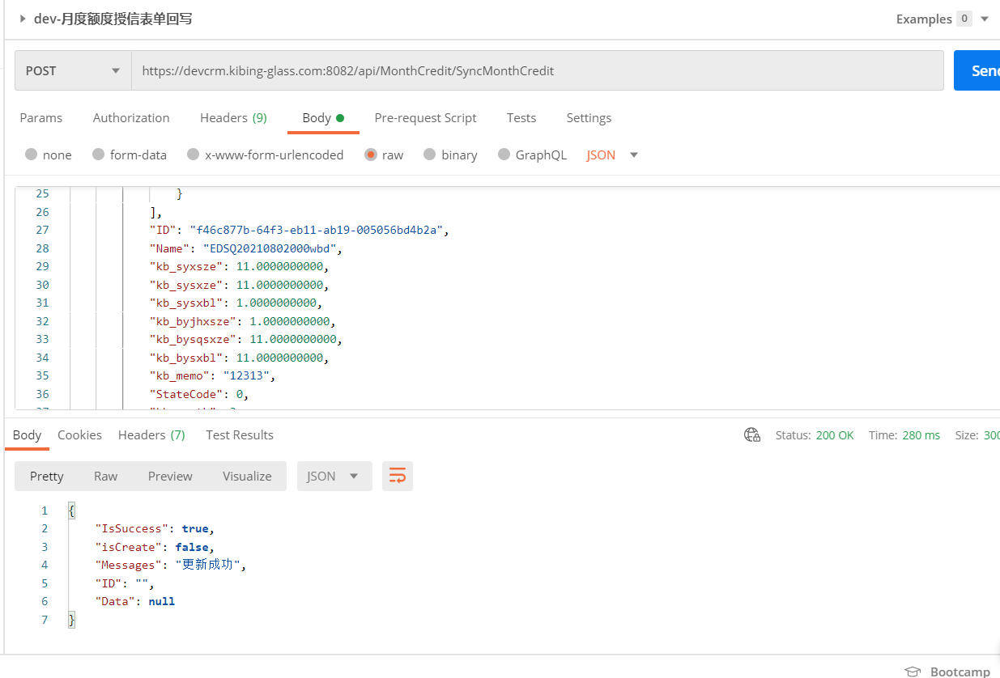 dev-月度额度授信表单回写
Examples 0
POST
https://devcrm.kibing-glass.com:8082/api/MonthCredit/SyncMonthCredit
Params Authorization Headers (9) Body Pre-request Script Tests Settings
none form-data x-www-form-urlencoded raw binary GraphQL JSON
25 }
26 ],
27 "ID": "f46c877b-64f3-eb11-ab19-005056bd4b2a",
28 "Name": "EDSQ20210802000wbd",
29 "kb_syxsze": 11.0000000000,
30 "kb_sysxze": 11.0000000000,
31 "kb_sysxbl": 1.0000000000,
32 "kb_byjhxsze": 1.0000000000,
33 "kb_bysqsxze": 11.0000000000,
34 "kb_bysxbl": 11.0000000000,
35 "kb_memo": "12313",
36 "StateCode": 0,
Body Cookies Headers (7) Test Results Status: 200 OK Time: 280 ms Size: 300
Pretty Raw Preview Visualize JSON
1 {
2 "IsSuccess": true,
3 "isCreate": false,
4 "Messages": "更新成功",
5 "ID": "",
6 "Data": null
7 }
Bootcamp